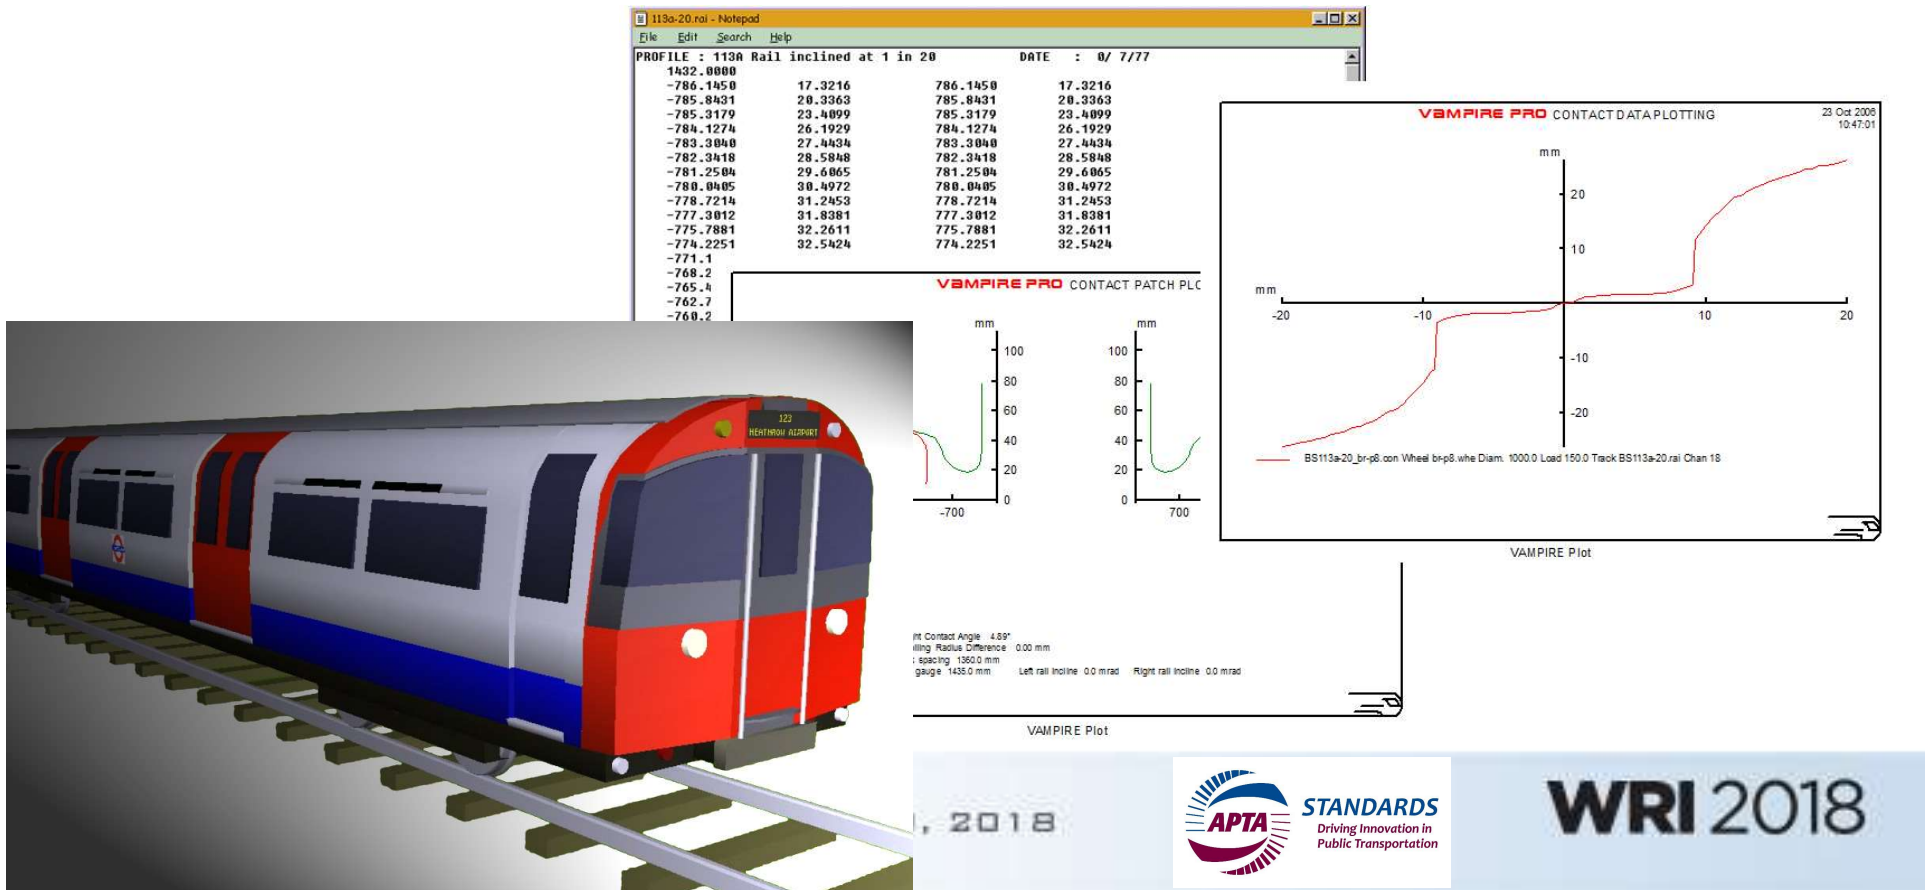 113a-20.rai - Notepad
File Edit Search Help
PROFILE : 113A Rail inclined at 1 in 20 DATE : 0/ 7/77
1432.0000
-786.1450 17.3216 786.1450 17.3216
-785.8431 20.3363 785.8431 20.3363
-785.3179 23.4099 785.3179 23.4099
-784.1274 26.1929 784.1274 26.1929
-783.3040 27.4434 783.3040 27.4434
-782.3418 28.5848 782.3418 28.5848
-781.2504 29.6065 781.2504 29.6065
-780.0405 30.4972 780.0405 30.4972
-778.7214 31.2453 778.7214 31.2453
-777.3012 31.8381 777.3012 31.8381
-775.7881 32.2611 775.7881 32.2611
-774.2251 32.5424 774.2251 32.5424
-771.1
-768.2
-765.4
-762.7
-760.2
VAMPIRE PRO CONTACT DATA PLOTTING
23 Oct 2006
10:47:01
mm
20
10
mm
-20 -10 10 20
-10
-20
BS113a-20_br-p8.con Wheel br-p8.whe Diam. 1000.0 Load 150.0 Track BS113a-20.rai Chan 18
VAMPIRE Plot
VAMPIRE PRO CONTACT PATCH PLO
mm mm
100 100
80 80
60 60
40 40
20 20
0 0
-700 700
ht Contact Angle 4.89°
lling Radius Difference 0.00 mm
spacing 1360.0 mm
gauge 1435.0 mm Left rail incline 0.0 mrad Right rail incline 0.0 mrad
VAMPIRE Plot
123
HEATHROW AIRPORT
, 2018
APTA
STANDARDS
Driving Innovation in
Public Transportation
WRI 2018